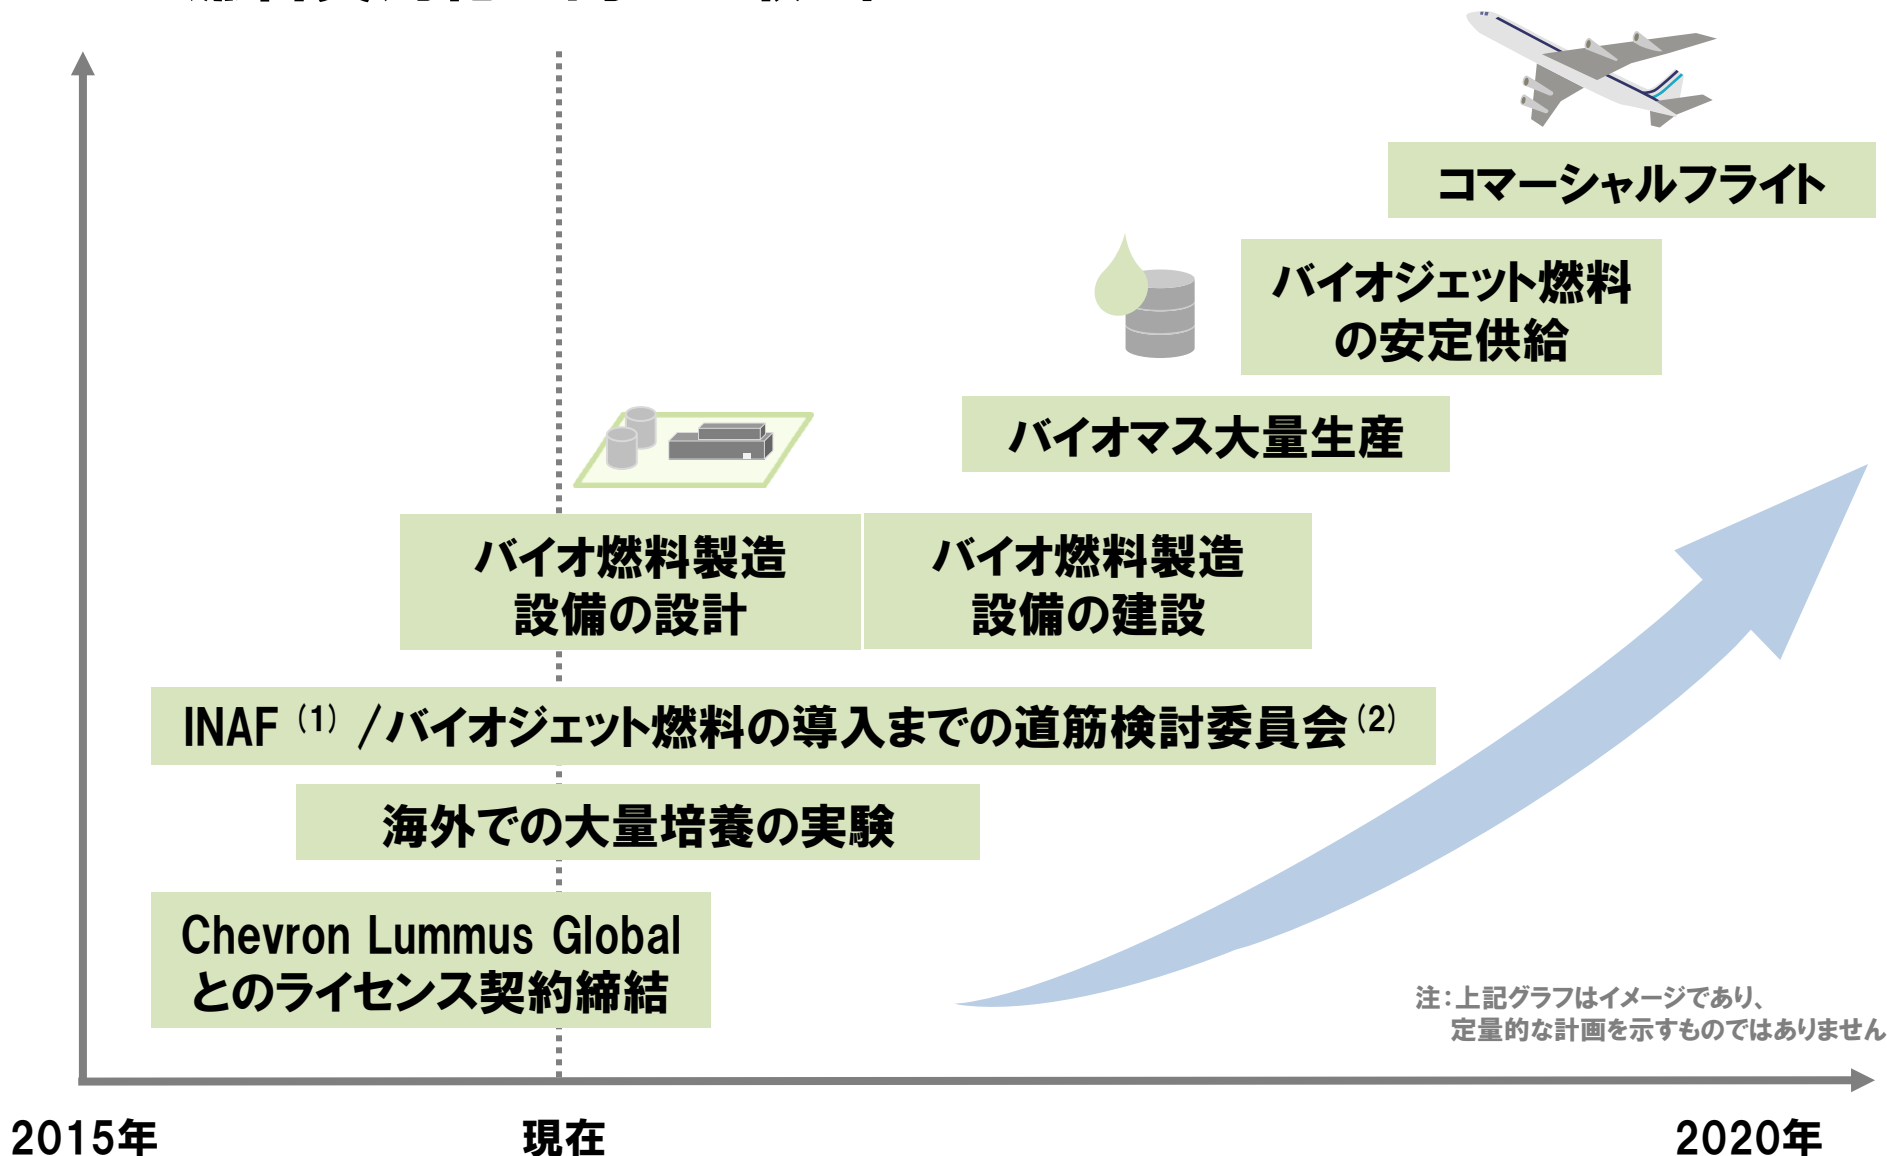 コマーシャルフライト
バイオジェット燃料
の安定供給
バイオマス大量生産
バイオ燃料製造
設備の設計
バイオ燃料製造
設備の建設
INAF (1) /バイオジェット燃料の導入までの道筋検討委員会(2)
海外での大量培養の実験
Chevron Lummus Global
とのライセンス契約締結
注：上記グラフはイメージであり、
定量的な計画を示すものではありません
2015年
現在
2020年